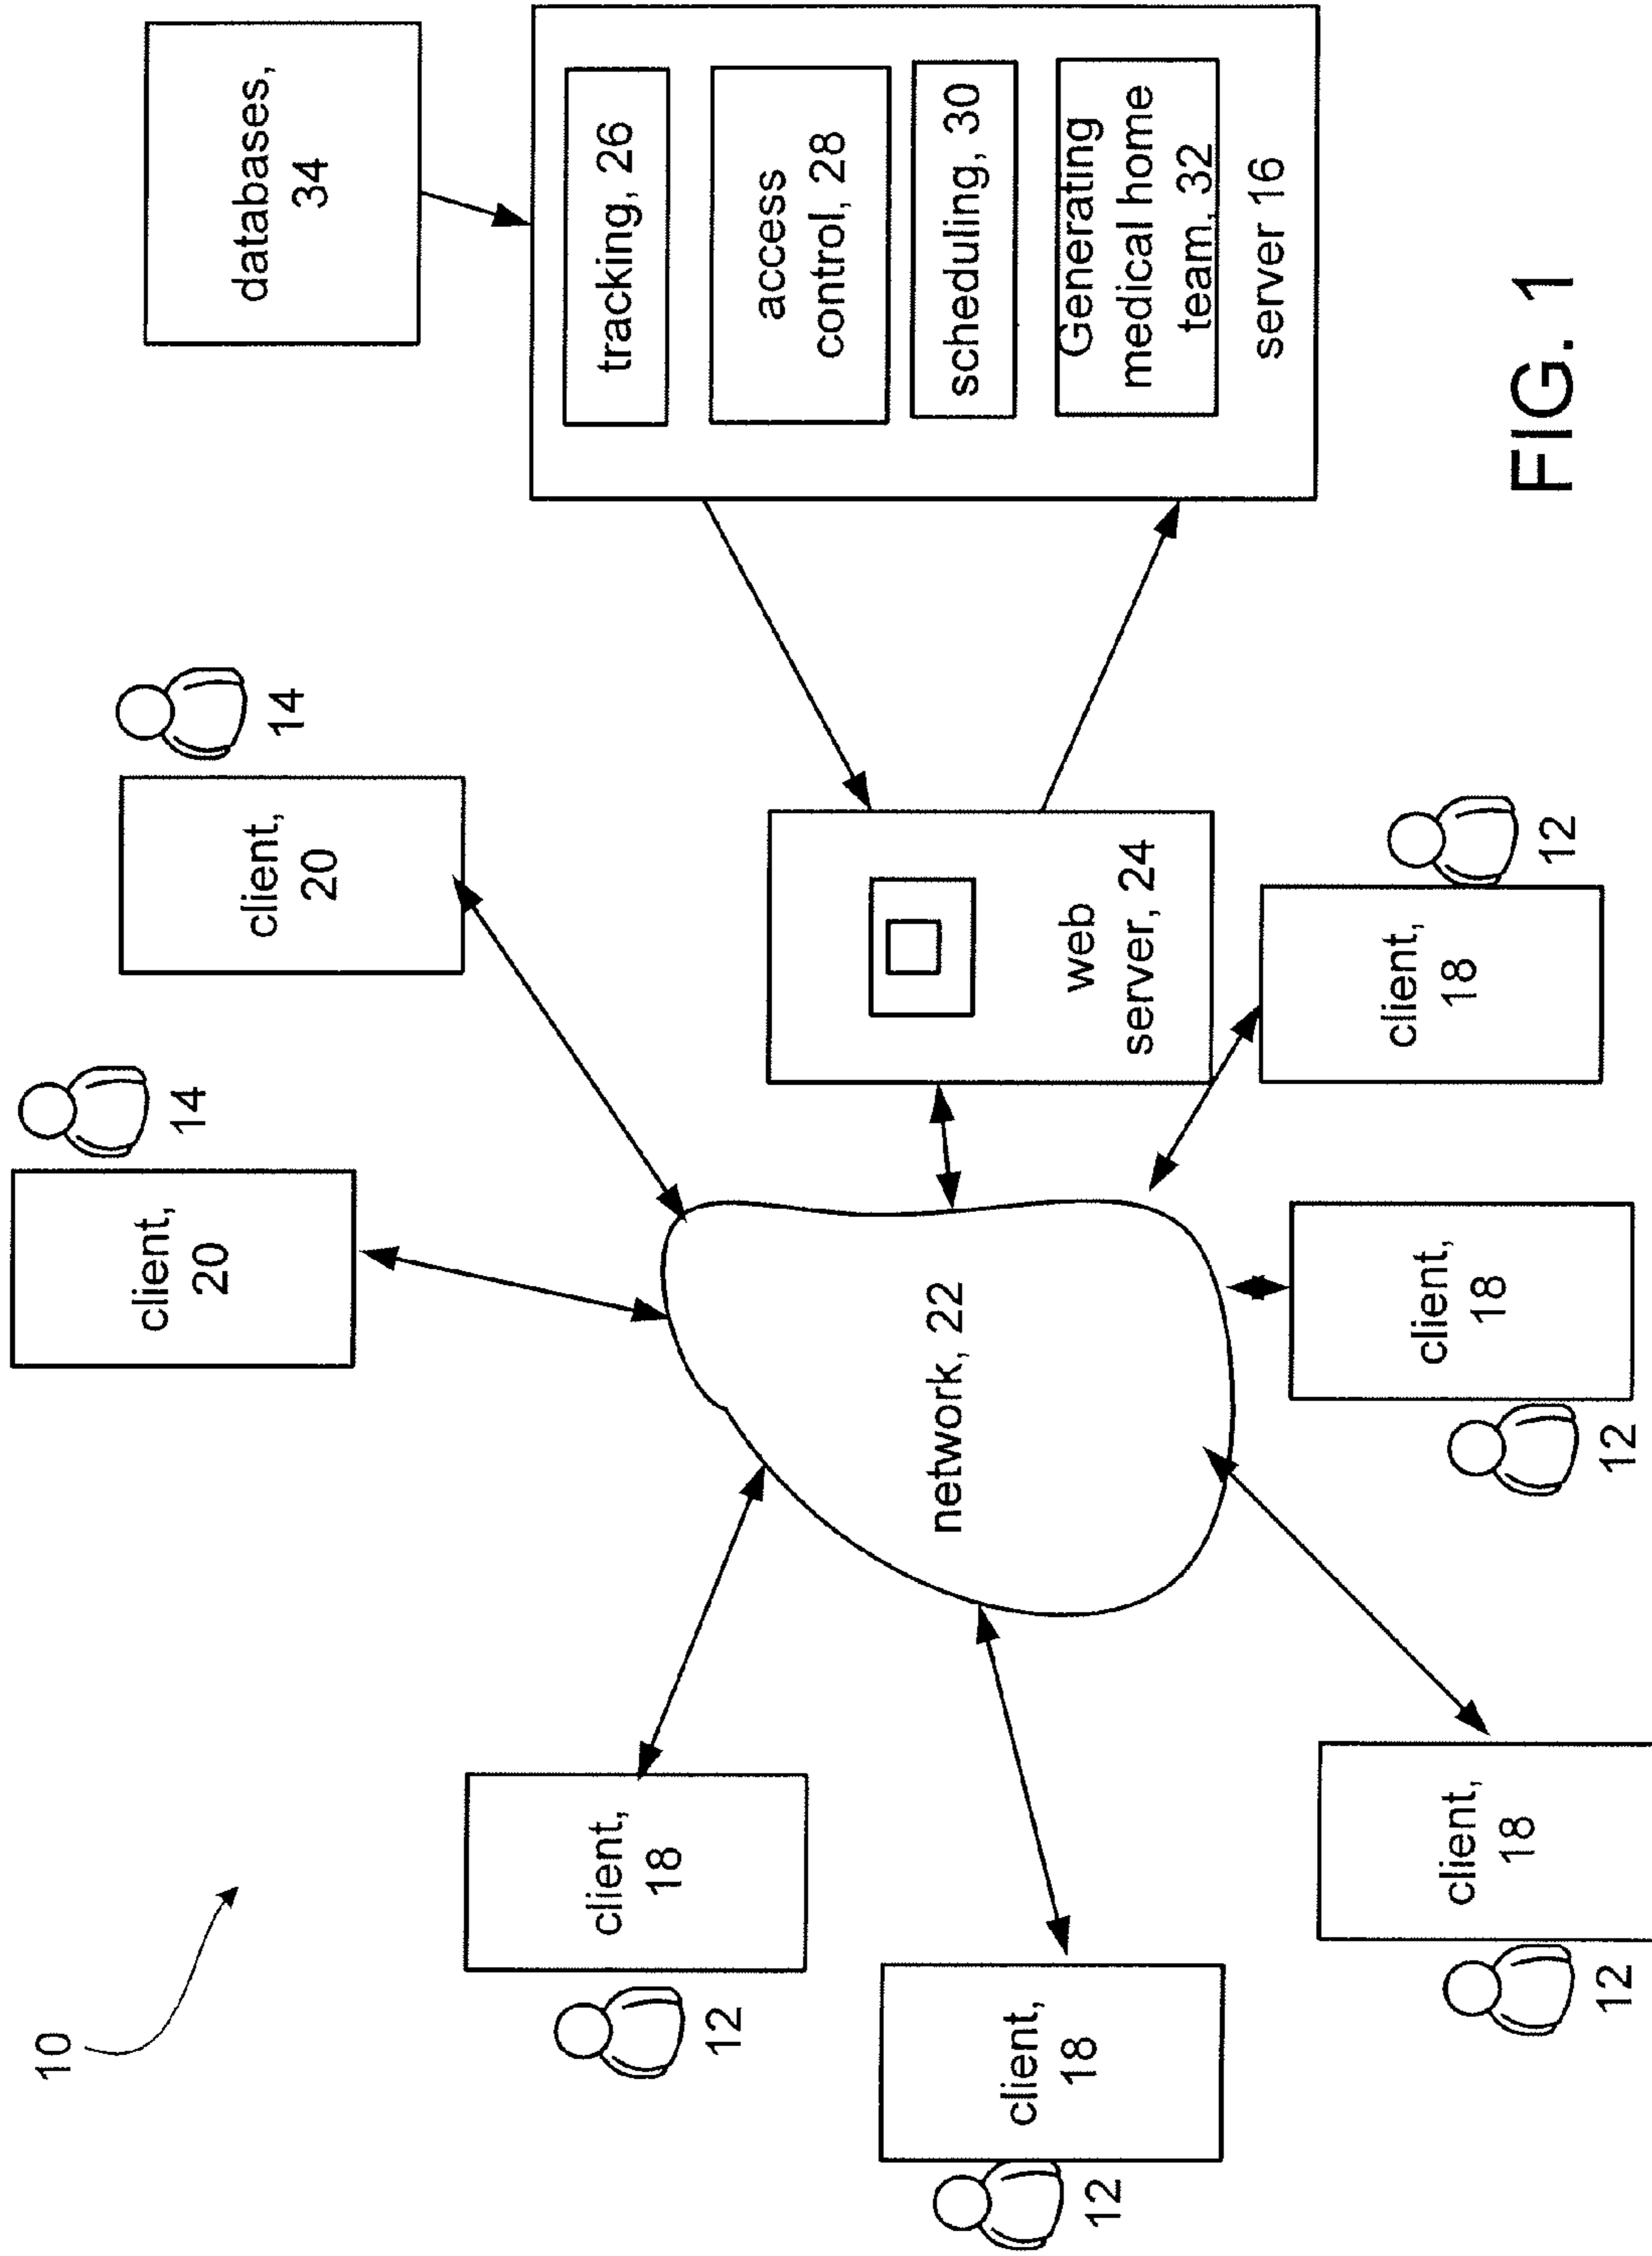 10
client,
20
14
client,
20
14
databases,
34
client,
18
12
tracking, 26
access
control, 28
scheduling, 30
Generating
medical home
team, 32
server 16
network, 22
web
server, 24
client,
18
12
client,
18
12
client,
18
12
client,
18
12
FIG. 1